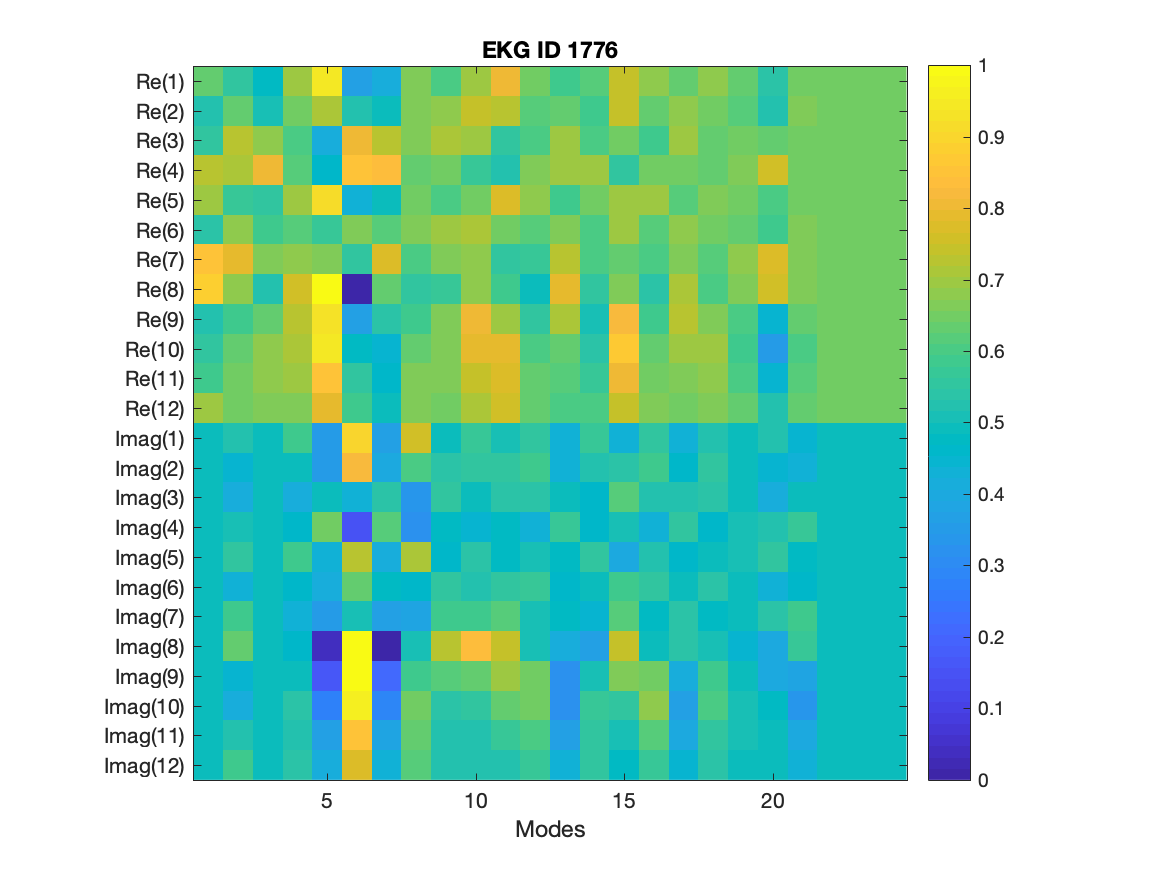 EKG ID 1776
Re(1)
Re(2)
Re(3)
Re(4)
Re(5)
Re(6)
Re(7)
Re(8)
Re(9)
Re(10)
Re(11)
Re(12)
Imag(1)
Imag(2)
Imag(3)
Imag(4)
Imag(5)
Imag(6)
Imag(7)
Imag(8)
Imag(9)
Imag(10)
Imag(11)
Imag(12)
5 10 15 20
Modes
1
0.9
0.8
0.7
0.6
0.5
0.4
0.3
0.2
0.1
0